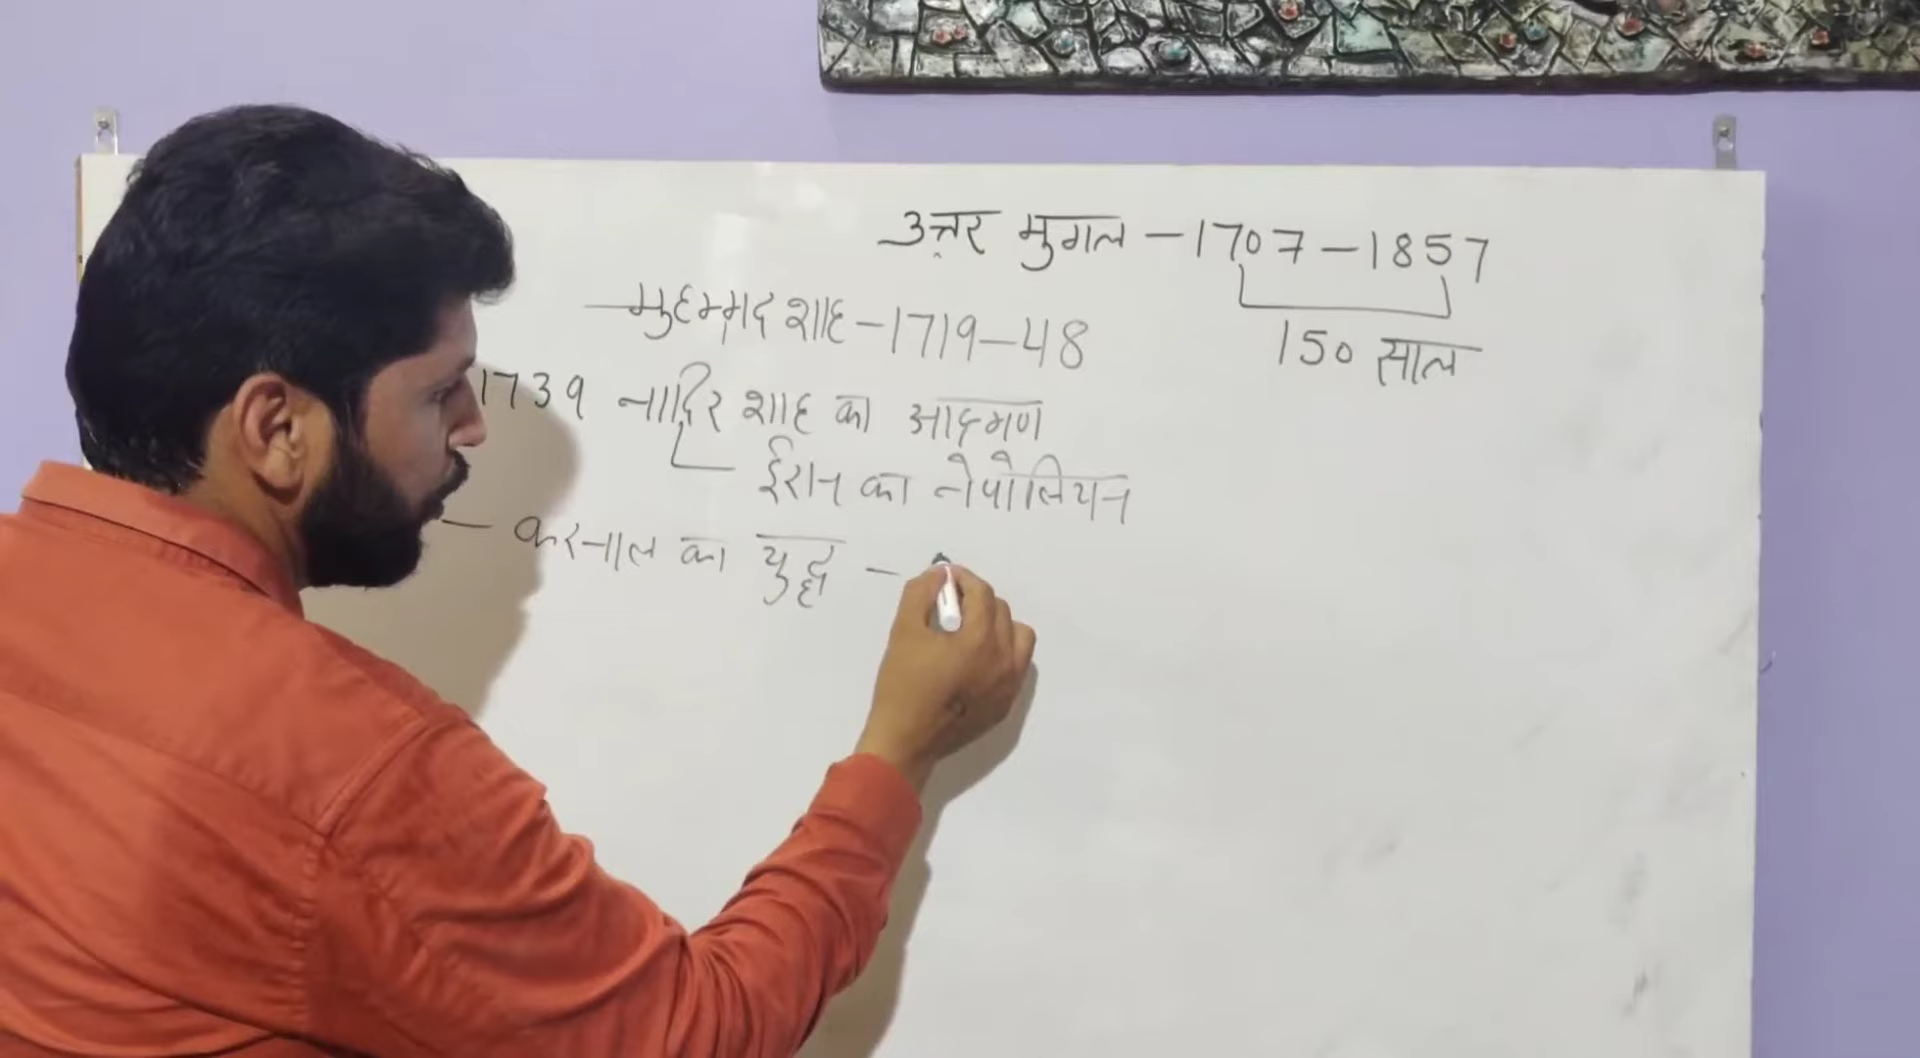 उत्तर मुगल – 1707 – 1857
150 साल
मुहम्मद शाह – 1719 – 48
1739 नादिर शाह का आक्रमण
ईरान का नेपोलियन
– करनाल का युद्ध –